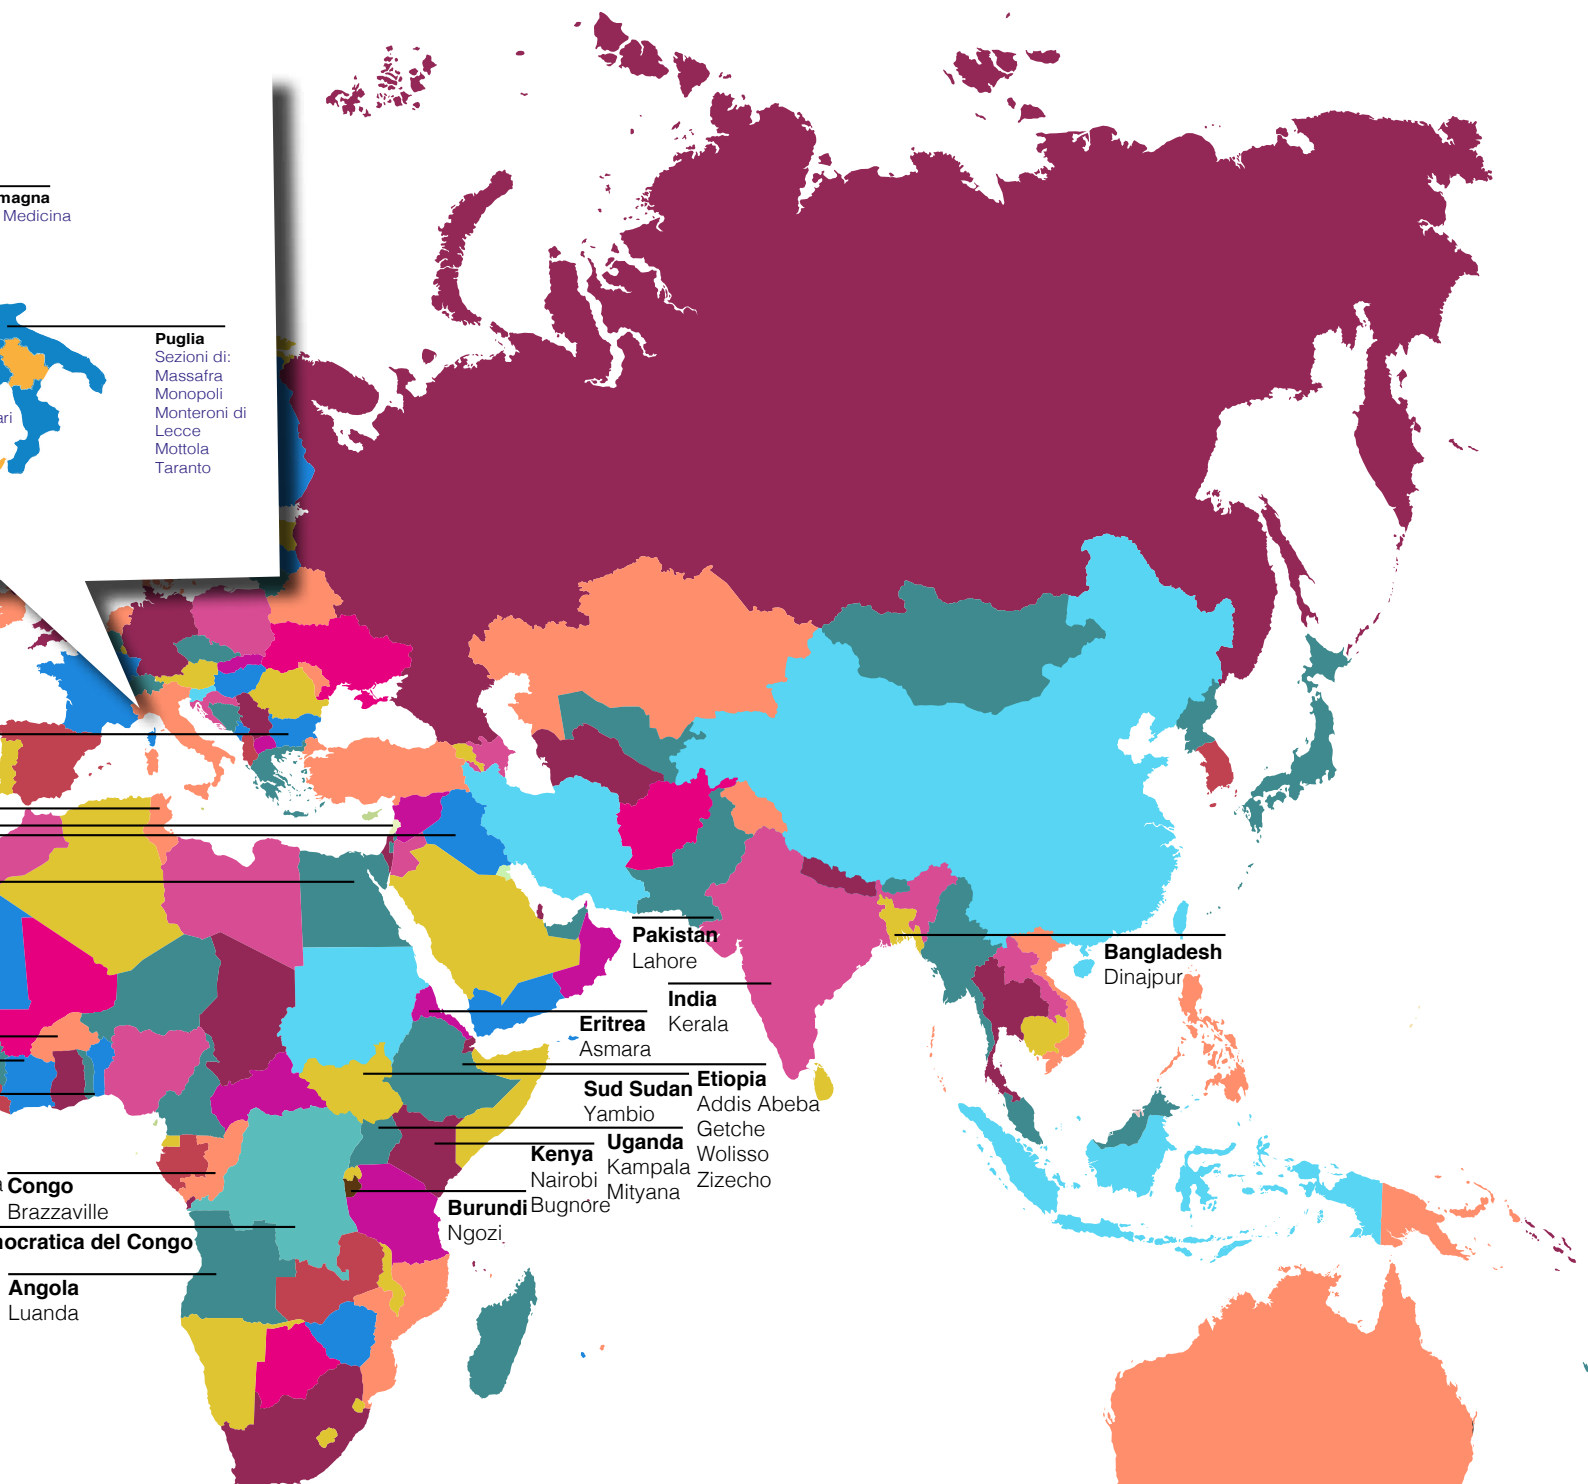 magna
Medicina
Puglia
Sezioni di:
Massafra
Monopoli
Monteroni di
Lecce
Mottola
Taranto
ari
Pakistan
Lahore
Bangladesh
Dinajpur
India
Kerala
Eritrea
Asmara
Sud Sudan
Yambio
Etiopia
Addis Abeba
Getche
Wolisso
Zizecho
Uganda
Kampala
Mityana
Kenya
Nairobi
Bugnore
Burundi
Ngozi
a Congo
Brazzaville
mocratica del Congo
Angola
Luanda